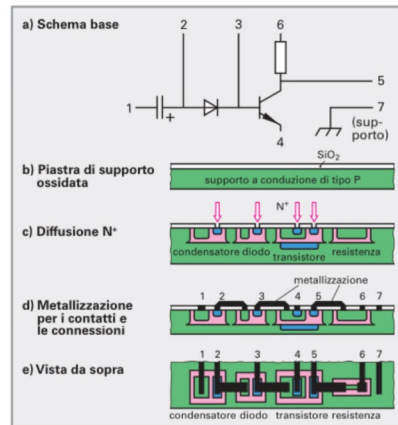 a) Schema base
2 3 6
1 + 5
7
(sup-
porto)
4
b) Piastra di supporto
ossidata
SiO2
supporto a conduzione di tipo P
c) Diffusione N+
N+
condensatore diodo transistore resistenza
metallizzazione
d) Metallizzazione
per i contatti e
le connessioni
1 2 3 4 5 6 7
e) Vista da sopra
1 2 3 4 5 6 7
condensatore diodo transistore resistenza